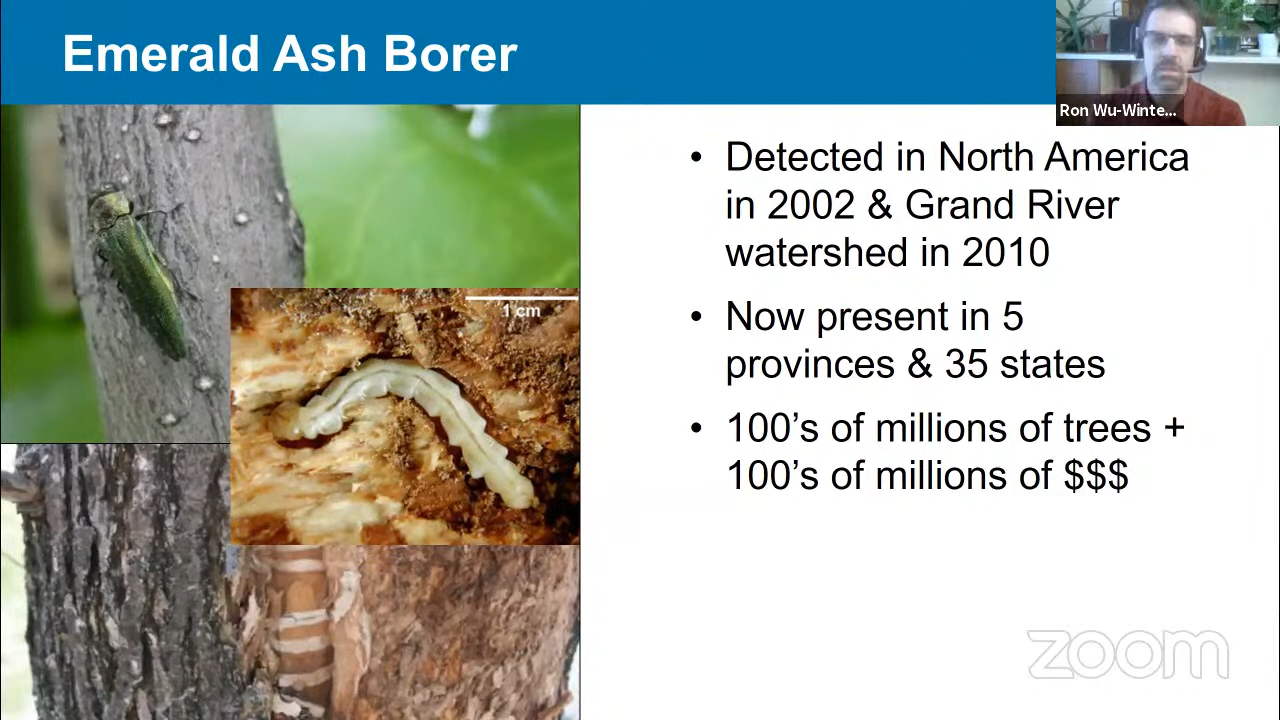 Emerald Ash Borer
Ron Wu-Winte...
• Detected in North America
in 2002 & Grand River
watershed in 2010
• Now present in 5
provinces & 35 states
• 100’s of millions of trees +
100’s of millions of $$$
1 cm
zoom